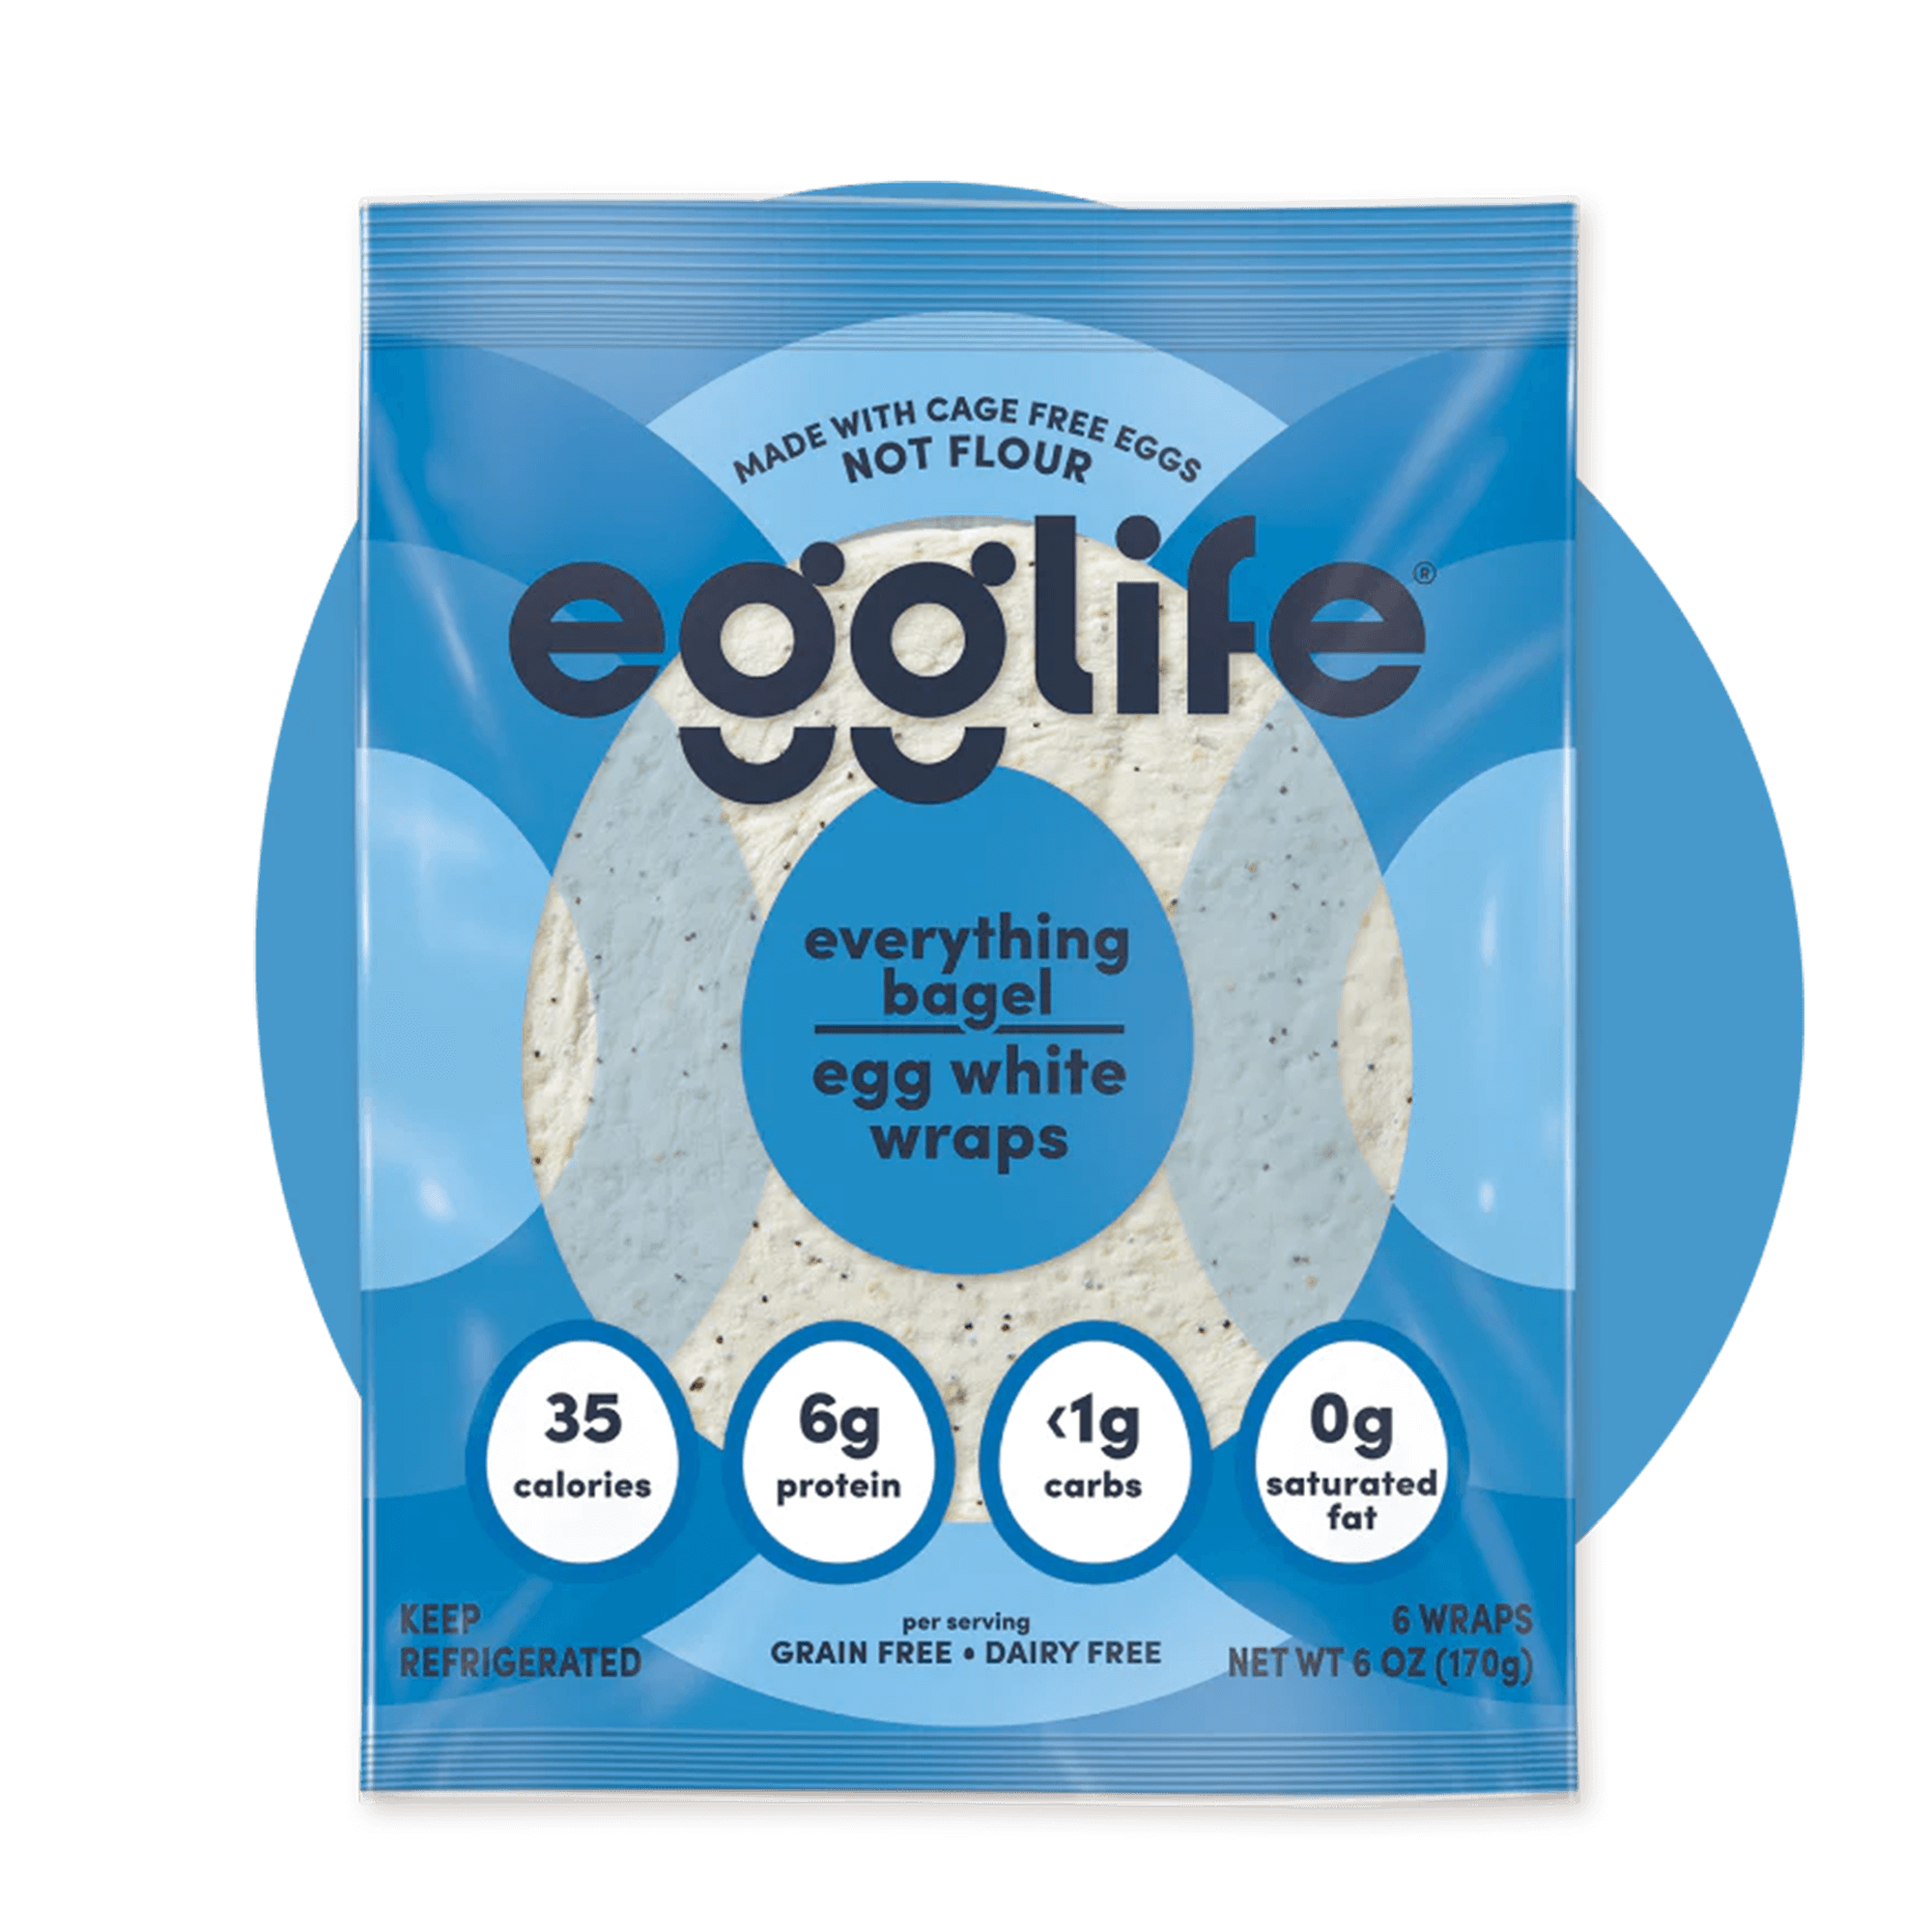 MADE WITH CAGE FREE EGGS
NOT FLOUR
egglife®
everything
bagel
egg white
wraps
35
calories
6g
protein
<1g
carbs
0g
saturated
fat
per serving
GRAIN FREE • DAIRY FREE
KEEP
REFRIGERATED
6 WRAPS
NET WT 6 OZ (170g)